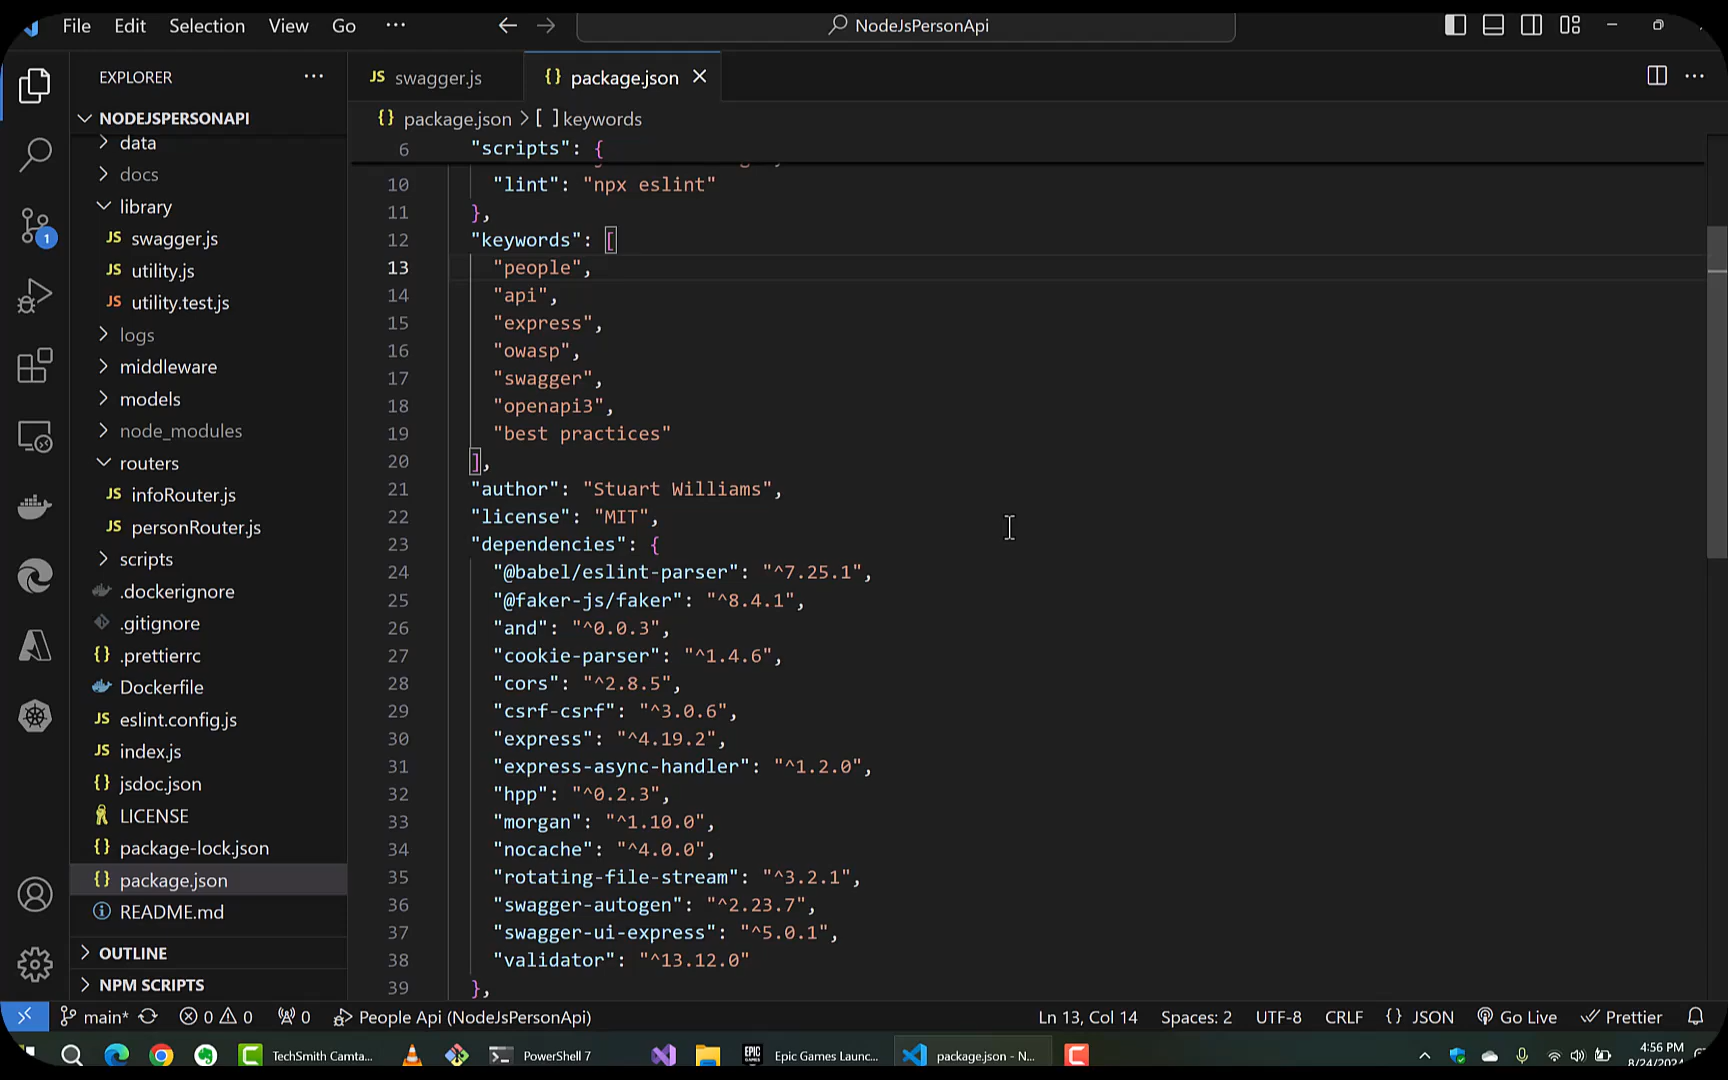 File Edit Selection View Go ···
NodeJsPersonApi
EXPLORER ···
NODEJSPERSONAPI
data
docs
library
JS swagger.js
JS utility.js
JS utility.test.js
logs
middleware
models
node_modules
routers
JS infoRouter.js
JS personRouter.js
scripts
.dockerignore
.gitignore
{} .prettierrc
Dockerfile
JS eslint.config.js
JS index.js
{} jsdoc.json
LICENSE
{} package-lock.json
{} package.json
README.md
OUTLINE
NPM SCRIPTS
1
JS swagger.js
{} package.json
{} package.json > [ ] keywords
6 "scripts": {
10 "lint": "npx eslint"
11 },
12 "keywords": [
13 "people",
14 "api",
15 "express",
16 "owasp",
17 "swagger",
18 "openapi3",
19 "best practices"
20 ],
21 "author": "Stuart Williams",
22 "license": "MIT",
23 "dependencies": {
24 "@babel/eslint-parser": "^7.25.1",
25 "@faker-js/faker": "^8.4.1",
26 "and": "^0.0.3",
27 "cookie-parser": "^1.4.6",
28 "cors": "^2.8.5",
29 "csrf-csrf": "^3.0.6",
30 "express": "^4.19.2",
31 "express-async-handler": "^1.2.0",
32 "hpp": "^0.2.3",
33 "morgan": "^1.10.0",
34 "nocache": "^4.0.0",
35 "rotating-file-stream": "^3.2.1",
36 "swagger-autogen": "^2.23.7",
37 "swagger-ui-express": "^5.0.1",
38 "validator": "^13.12.0"
39 },
main* 0 0 0 People Api (NodeJsPersonApi) Ln 13, Col 14 Spaces: 2 UTF-8 CRLF {} JSON Go Live Prettier
TechSmith Camta... PowerShell 7 EPIC GAMES Epic Games Launc... package.json - N... 4:56 PM